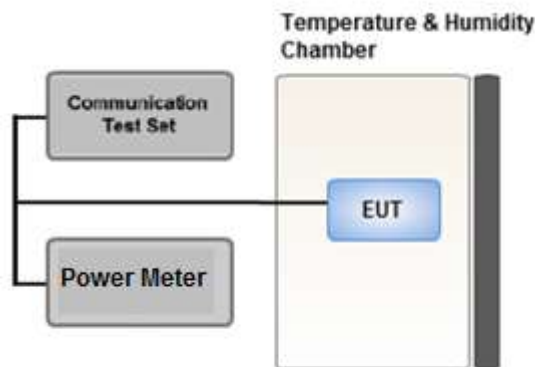 Temperature & Humidity
Chamber
Communication
Test Set
EUT
Power Meter